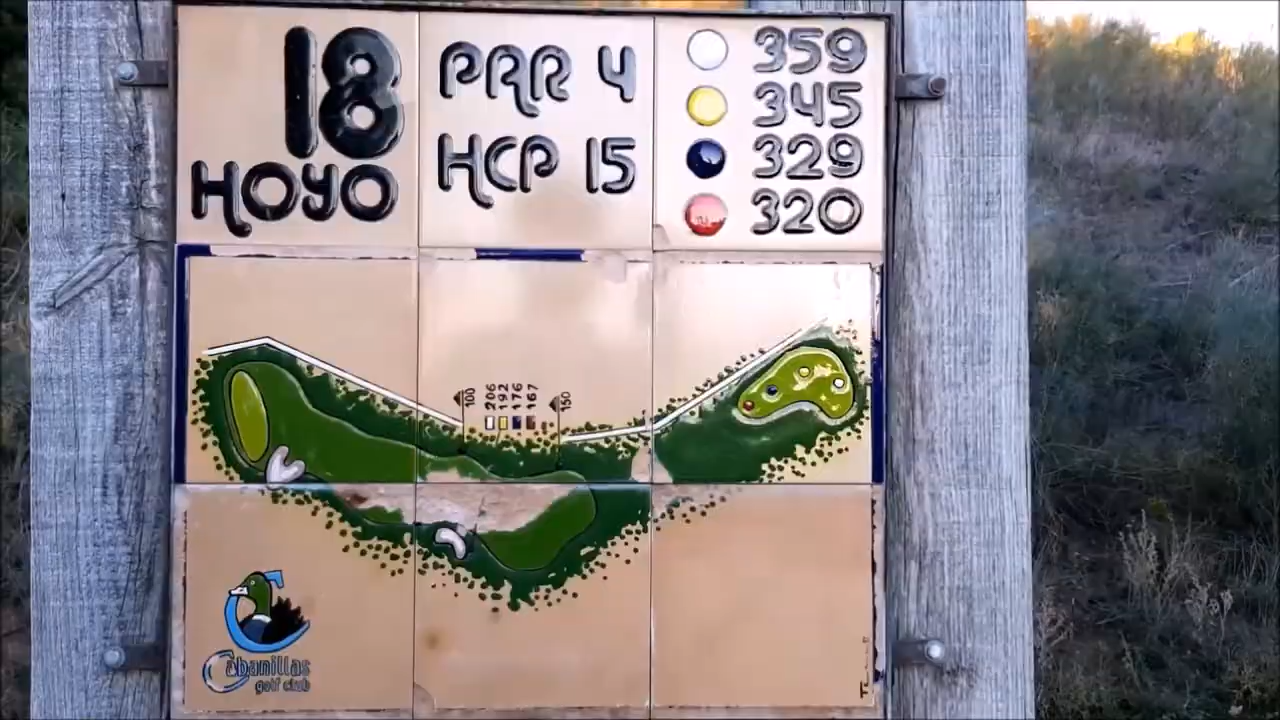 18
HOYO
PAR 4
HCP 15
359
345
329
320
100
206
192
176
167
150
Cabanillas
golf club